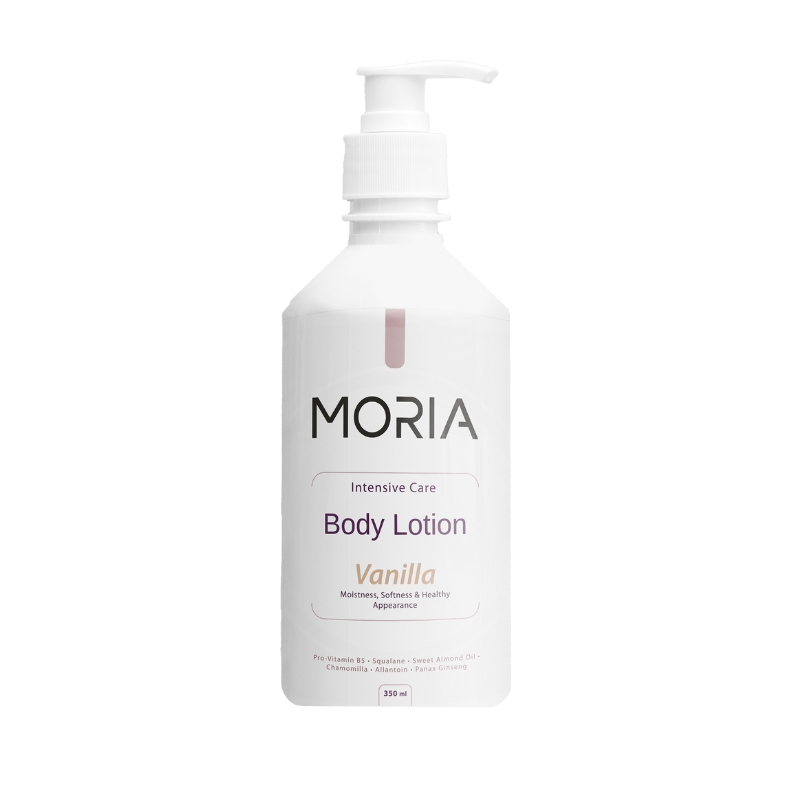 MORIA
Intensive Care
Body Lotion
Vanilla
Moistness, Softness & Healthy
Appearance
Pro-Vitamin B5 • Squalane • Sweet Almond Oil •
Chamomilla • Allantoin • Panax Ginseng
350 ml